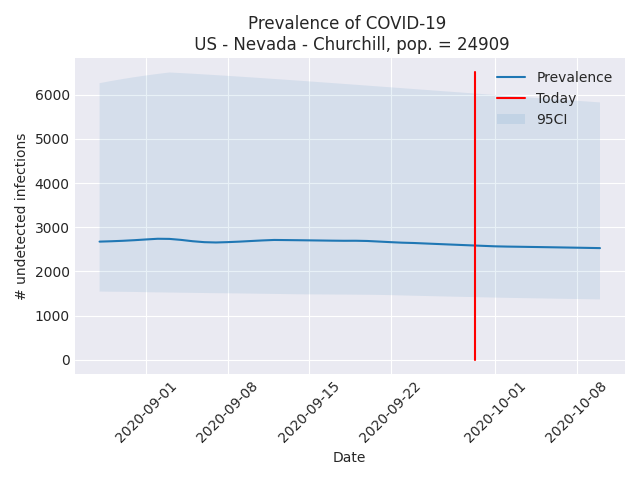 Prevalence of COVID-19
US - Nevada - Churchill, pop. = 24909
Prevalence
Today
95CI
6000
5000
4000
3000
2000
1000
0
# undetected infections
2020-09-01
2020-09-08
2020-09-15
2020-09-22
2020-10-01
2020-10-08
Date